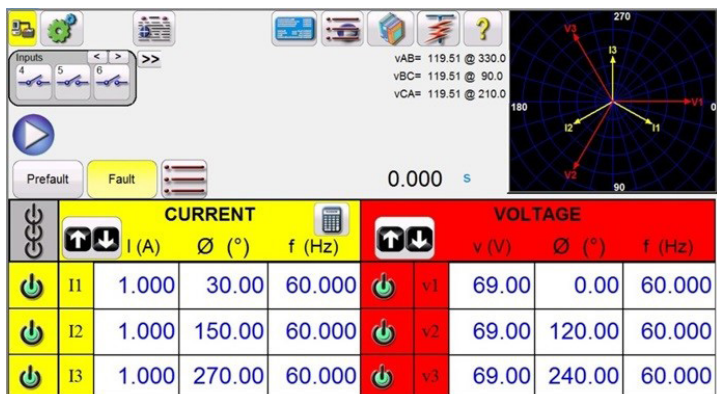 Inputs < > >>
4 5 6
?
vAB= 119.51 @ 330.0
vBC= 119.51 @ 90.0
vCA= 119.51 @ 210.0
270
V3
I3
180
V1 0
I2 I1
V2
90
Prefault Fault 0.000 s
CURRENT VOLTAGE
I (A) Ø (°) f (Hz) v (V) Ø (°) f (Hz)
I1 1.000 30.00 60.000 v1 69.00 0.00 60.000
I2 1.000 150.00 60.000 v2 69.00 120.00 60.000
I3 1.000 270.00 60.000 v3 69.00 240.00 60.000